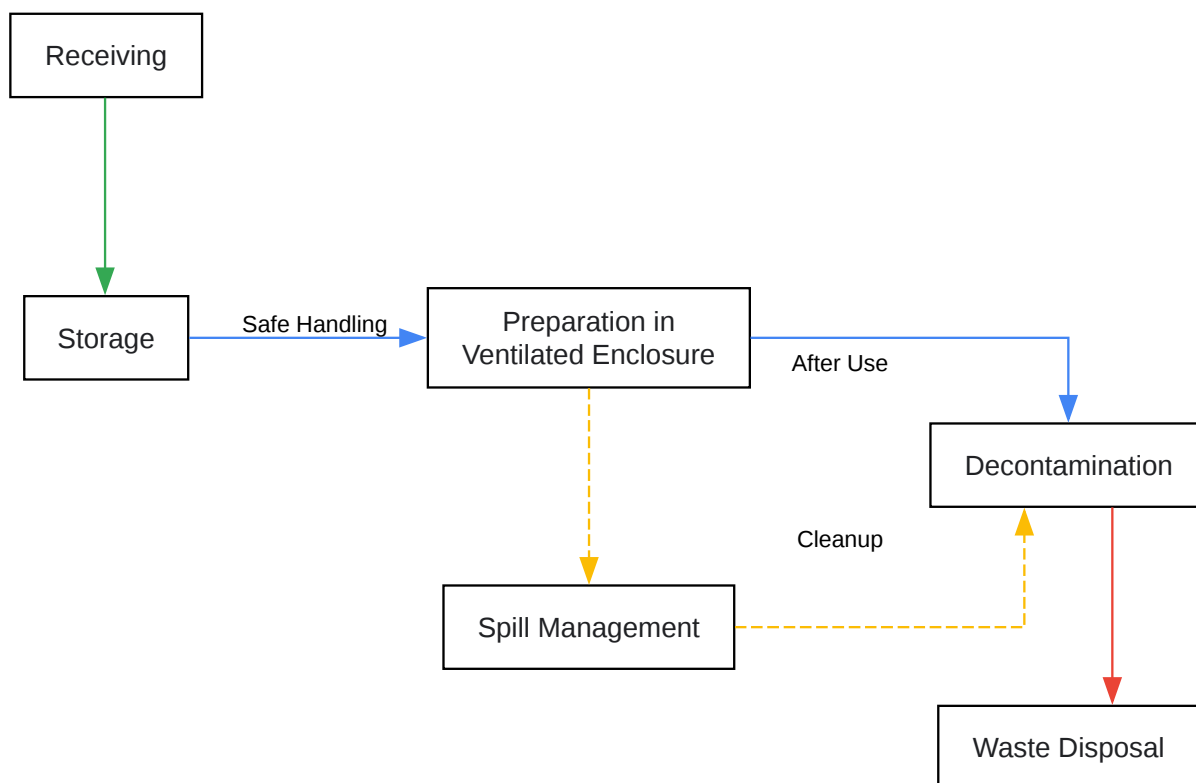 Receiving
Storage
Safe Handling
Preparation in
Ventilated Enclosure
After Use
Decontamination
Cleanup
Spill Management
Waste Disposal